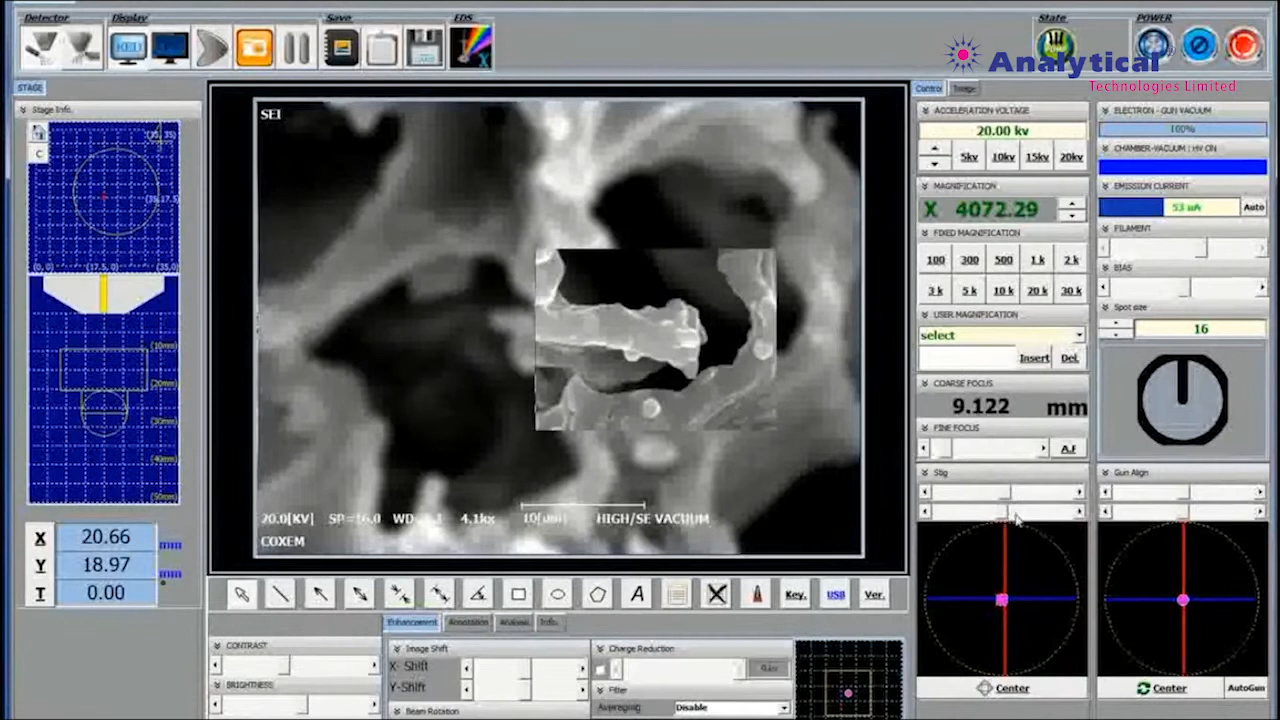 Detector
Display
Save
EDS
State
POWER
Analytical
Technologies Limited
STAGE
Stage Info.
(35, 35)
C
(0, 0)
(17.5, 0)
(35,0)
(10mm)
(20mm)
(30mm)
(40mm)
(50mm)
X 20.66 mm
Y 18.97 mm
T 0.00 °
SEI
20.0[KV] SP=16.0 4.1kx 10[um] HIGH/SE VACUUM
COXEM
A
Key.
USB
Ver.
Enhancement
Annotation
Analysis
Info.
CONTRAST
BRIGHTNESS
Image Shift
X- Shift
Y-Shift
Beam Rotation
Charge Reduction
Filter
Averaging
Disable
Control
Image
ACCELERATION VOLTAGE
20.00 kv
5kv 10kv 15kv 20kv
MAGNIFICATION
X 4072.29
FIXED MAGNIFICATION
100 300 500 1 k 2 k
3 k 5 k 10 k 20 k 30 k
USER MAGNIFICATION
select
Insert
Del.
COARSE FOCUS
9.122 mm
FINE FOCUS
A.F
Stig
Center
ELECTRON - GUN VACUUM
100%
CHAMBER-VACUUM : HV ON
EMISSION CURRENT
53 uA
Auto
FILAMENT
BIAS
Spot size
16
Gun Align
Center
AutoGun